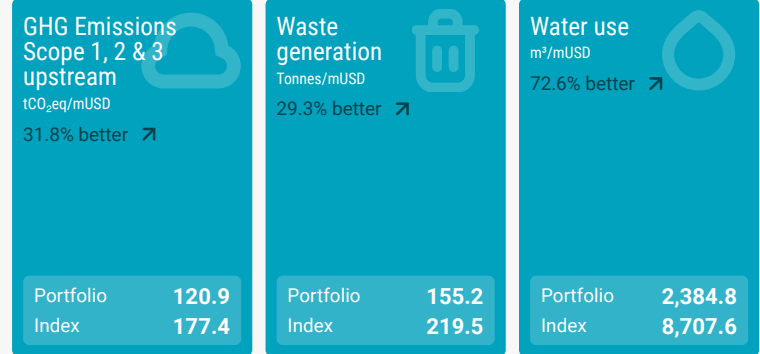 GHG Emissions
Scope 1, 2 & 3
upstream
tCO₂eq/mUSD
31.8% better
Portfolio 120.9
Index 177.4
Waste
generation
Tonnes/mUSD
29.3% better
Portfolio 155.2
Index 219.5
Water use
m³/mUSD
72.6% better
Portfolio 2,384.8
Index 8,707.6